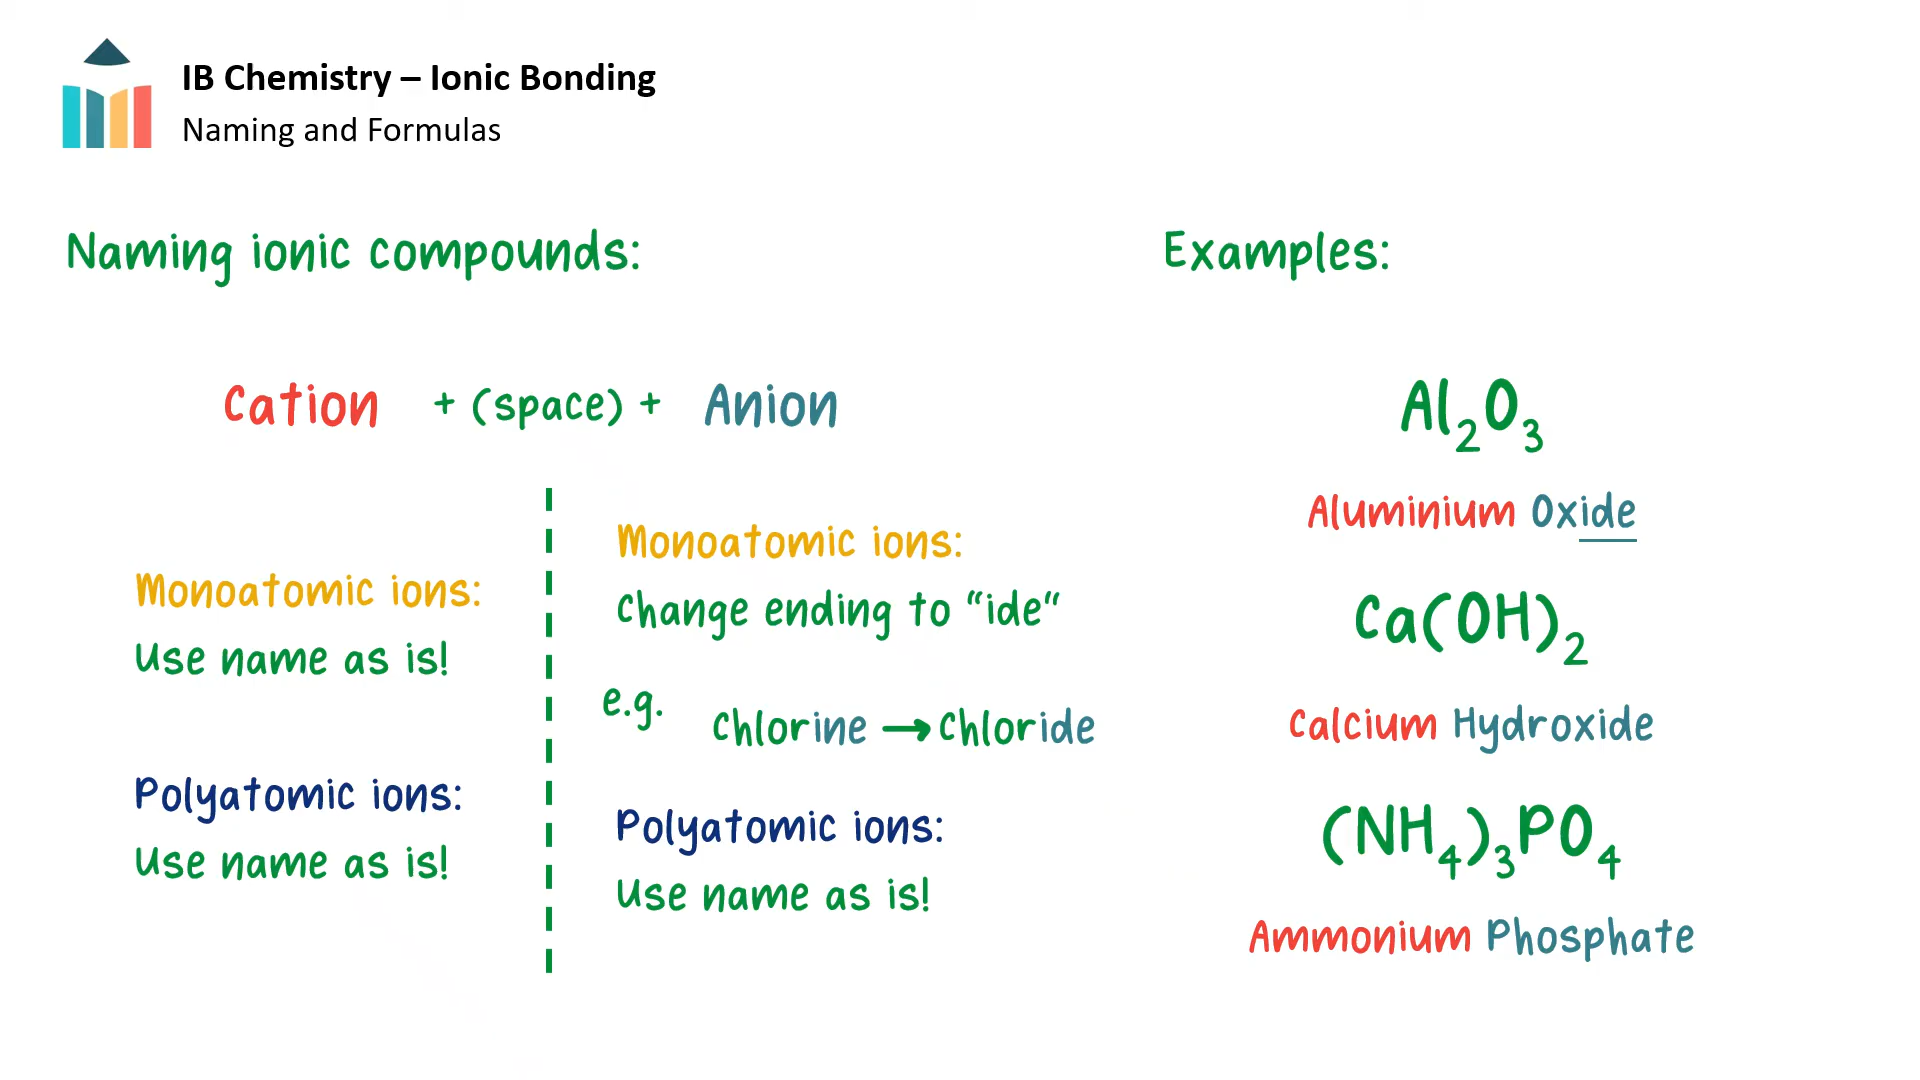 IB Chemistry – Ionic Bonding
Naming and Formulas
Naming ionic compounds:
Cation + (space) + Anion
Monoatomic ions:
Use name as is!
Polyatomic ions:
Use name as is!
Monoatomic ions:
Change ending to “ide”
e.g. Chlorine → Chloride
Polyatomic ions:
Use name as is!
Examples:
Al₂O₃
Aluminium Oxide
Ca(OH)₂
Calcium Hydroxide
(NH₄)₃PO₄
Ammonium Phosphate